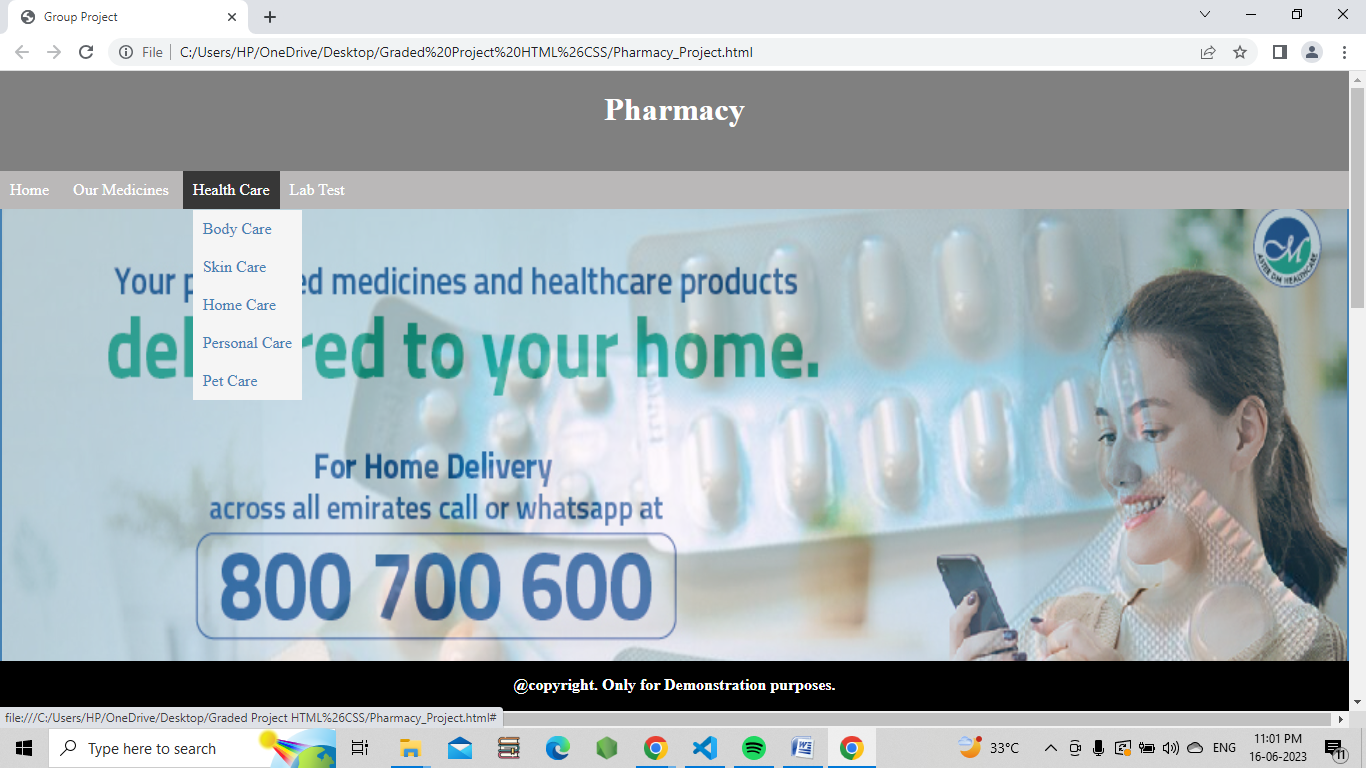 Group Project
File
C:/Users/HP/OneDrive/Desktop/Graded%20Project%20HTML%26CSS/Pharmacy_Project.html
Pharmacy
Home Our Medicines Health Care Lab Test
Body Care
Skin Care
Home Care
Personal Care
Pet Care
ASTER DM HEALTHCARE
Your p ed medicines and healthcare products
del red to your home.
For Home Delivery
across all emirates call or whatsapp at
800 700 600
@copyright. Only for Demonstration purposes.
file:///C:/Users/HP/OneDrive/Desktop/Graded Project HTML%26CSS/Pharmacy_Project.html#
Type here to search
33°C
ENG
11:01 PM
16-06-2023
11